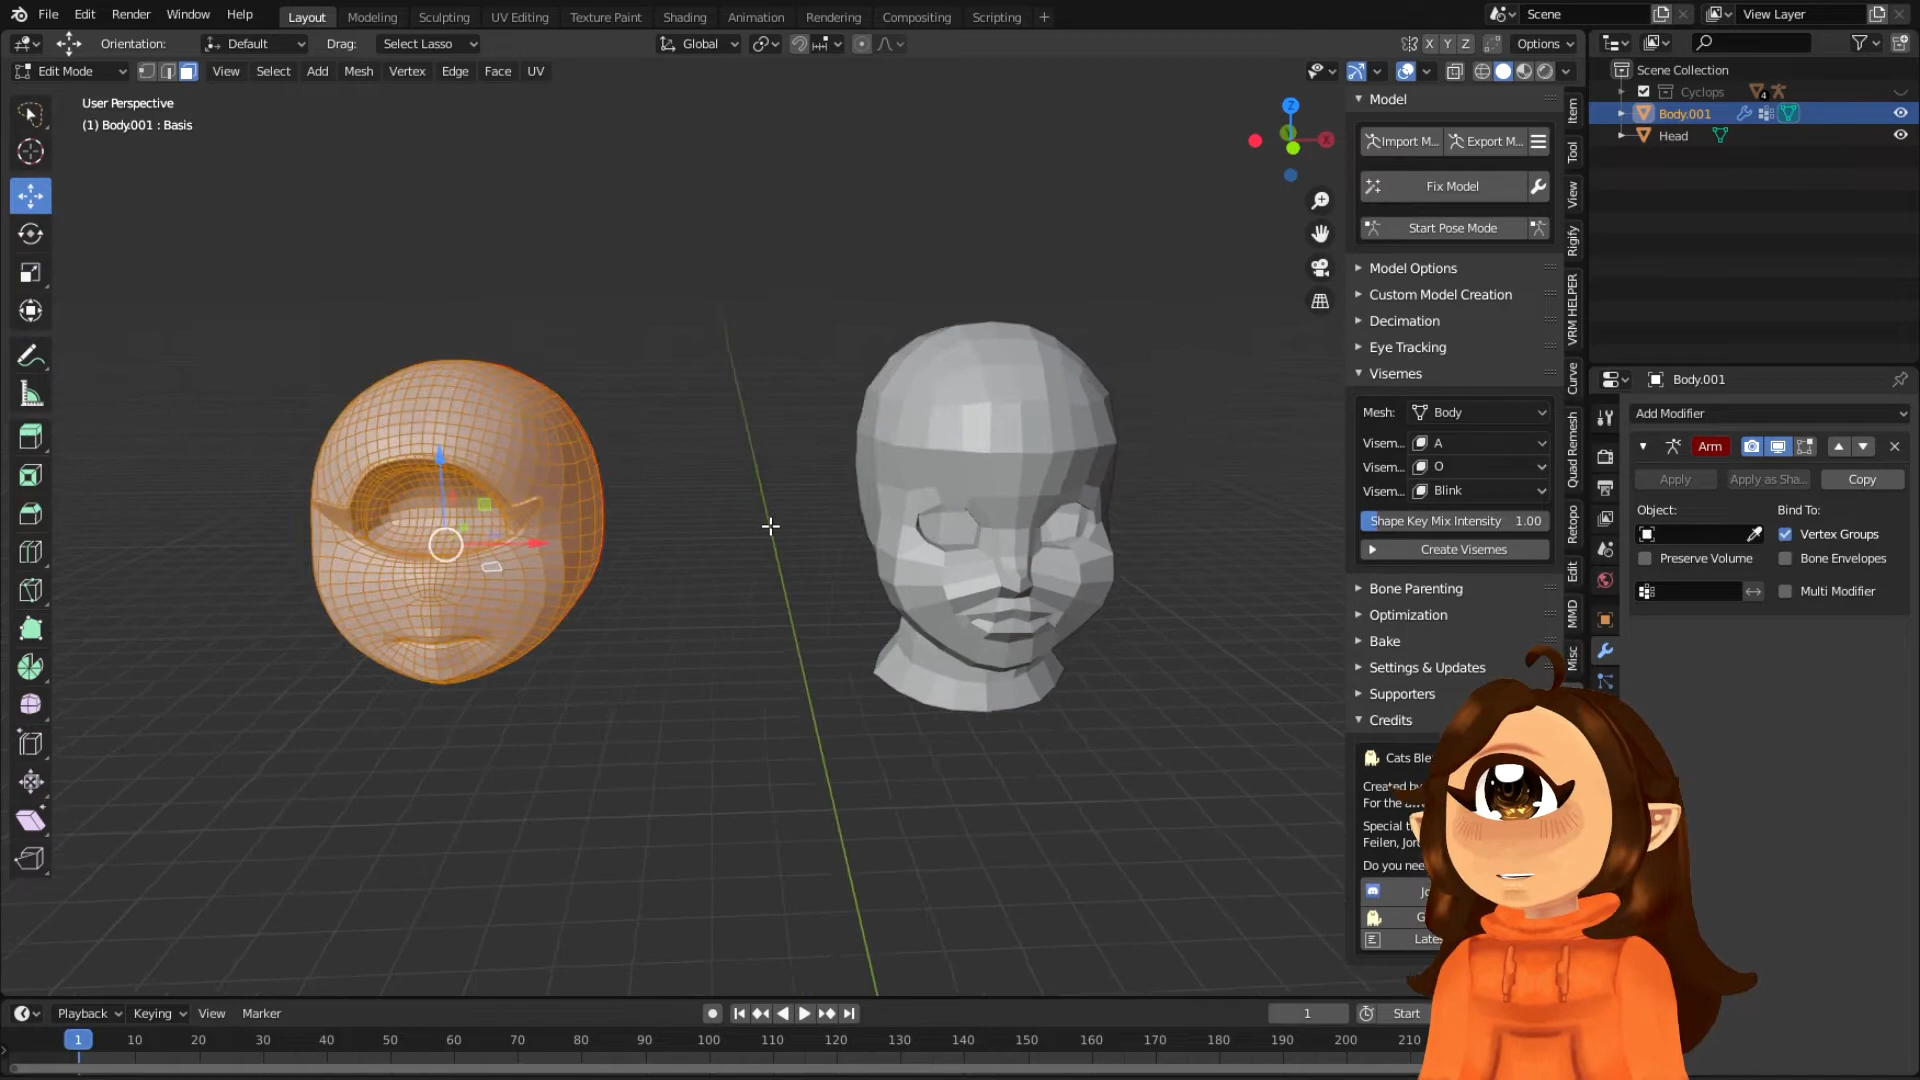 File Edit Render Window Help Layout Modeling Sculpting UV Editing Texture Paint Shading Animation Rendering Compositing Scripting + Scene View Layer
Orientation: Default Drag: Select Lasso Global X Y Z Options
Edit Mode View Select Add Mesh Vertex Edge Face UV
User Perspective
(1) Body.001 : Basis
Z
X
Model
Import M... Export M...
Fix Model
Start Pose Mode
Model Options
Custom Model Creation
Decimation
Eye Tracking
Visemes
Mesh: Body
Visem... A
Visem... O
Visem... Blink
Shape Key Mix Intensity 1.00
Create Visemes
Bone Parenting
Optimization
Bake
Settings & Updates
Supporters
Credits
Cats Ble
Created by
For the
Special t
Feilen, Jor
Do you nee
Jo
G
Late
Item
Tool
View
Rigify
VRM HELPER
Curve
Quad Remesh
Retopo
Edit
MMD
Misc
Scene Collection
Cyclops 4
Body.001
Head
Body.001
Add Modifier
Arm
Apply Apply as Sha... Copy
Object: Bind To:
Vertex Groups
Preserve Volume Bone Envelopes
Multi Modifier
Playback Keying View Marker 1 Start
1 10 20 30 40 50 60 70 80 90 100 110 120 130 140 150 160 170 180 190 200 210